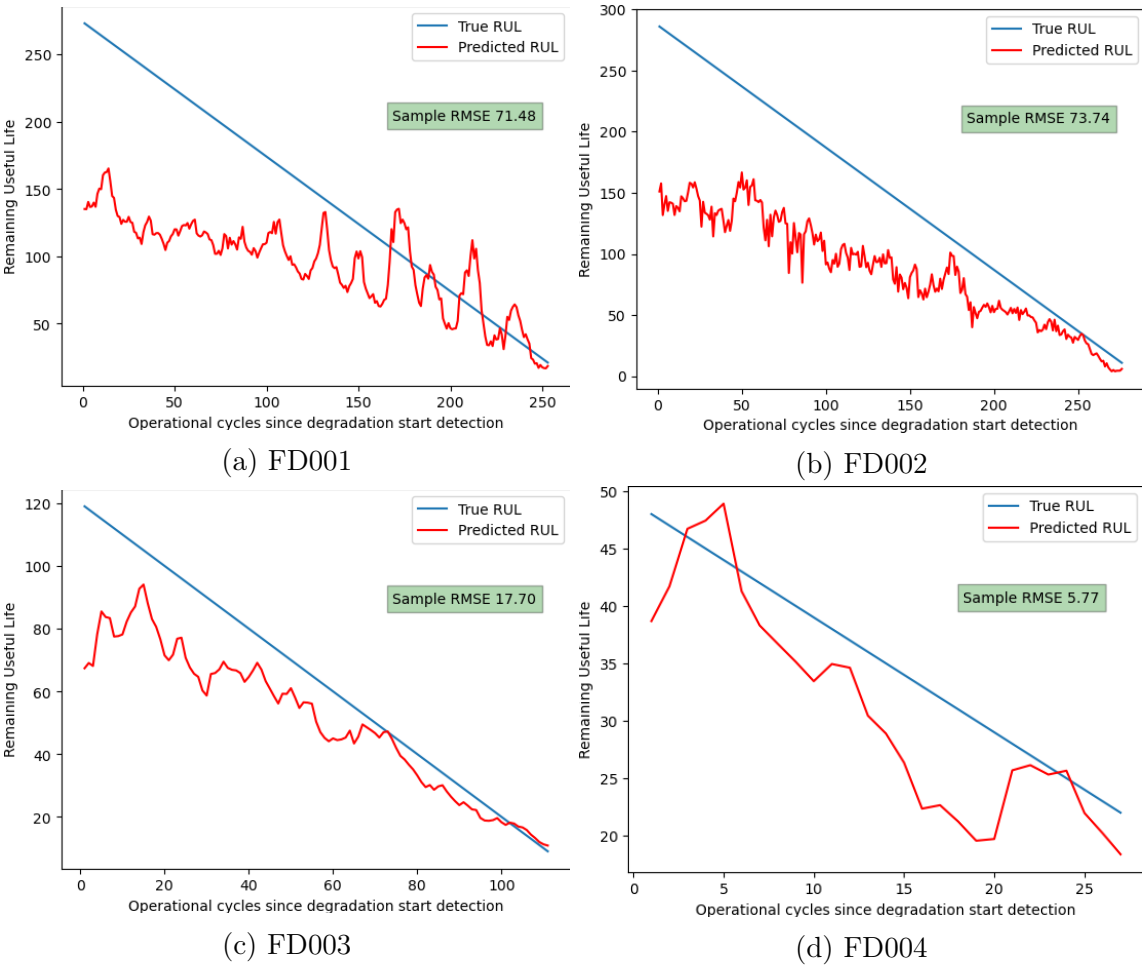 True RUL
Predicted RUL
Sample RMSE 71.48
Remaining Useful Life
250
200
150
100
50
0 50 100 150 200 250
Operational cycles since degradation start detection
(a) FD001
True RUL
Predicted RUL
Sample RMSE 73.74
Remaining Useful Life
300
250
200
150
100
50
0
0 50 100 150 200 250
Operational cycles since degradation start detection
(b) FD002
True RUL
Predicted RUL
Sample RMSE 17.70
Remaining Useful Life
120
100
80
60
40
20
0 20 40 60 80 100
Operational cycles since degradation start detection
(c) FD003
True RUL
Predicted RUL
Sample RMSE 5.77
Remaining Useful Life
50
45
40
35
30
25
20
0 5 10 15 20 25
Operational cycles since degradation start detection
(d) FD004